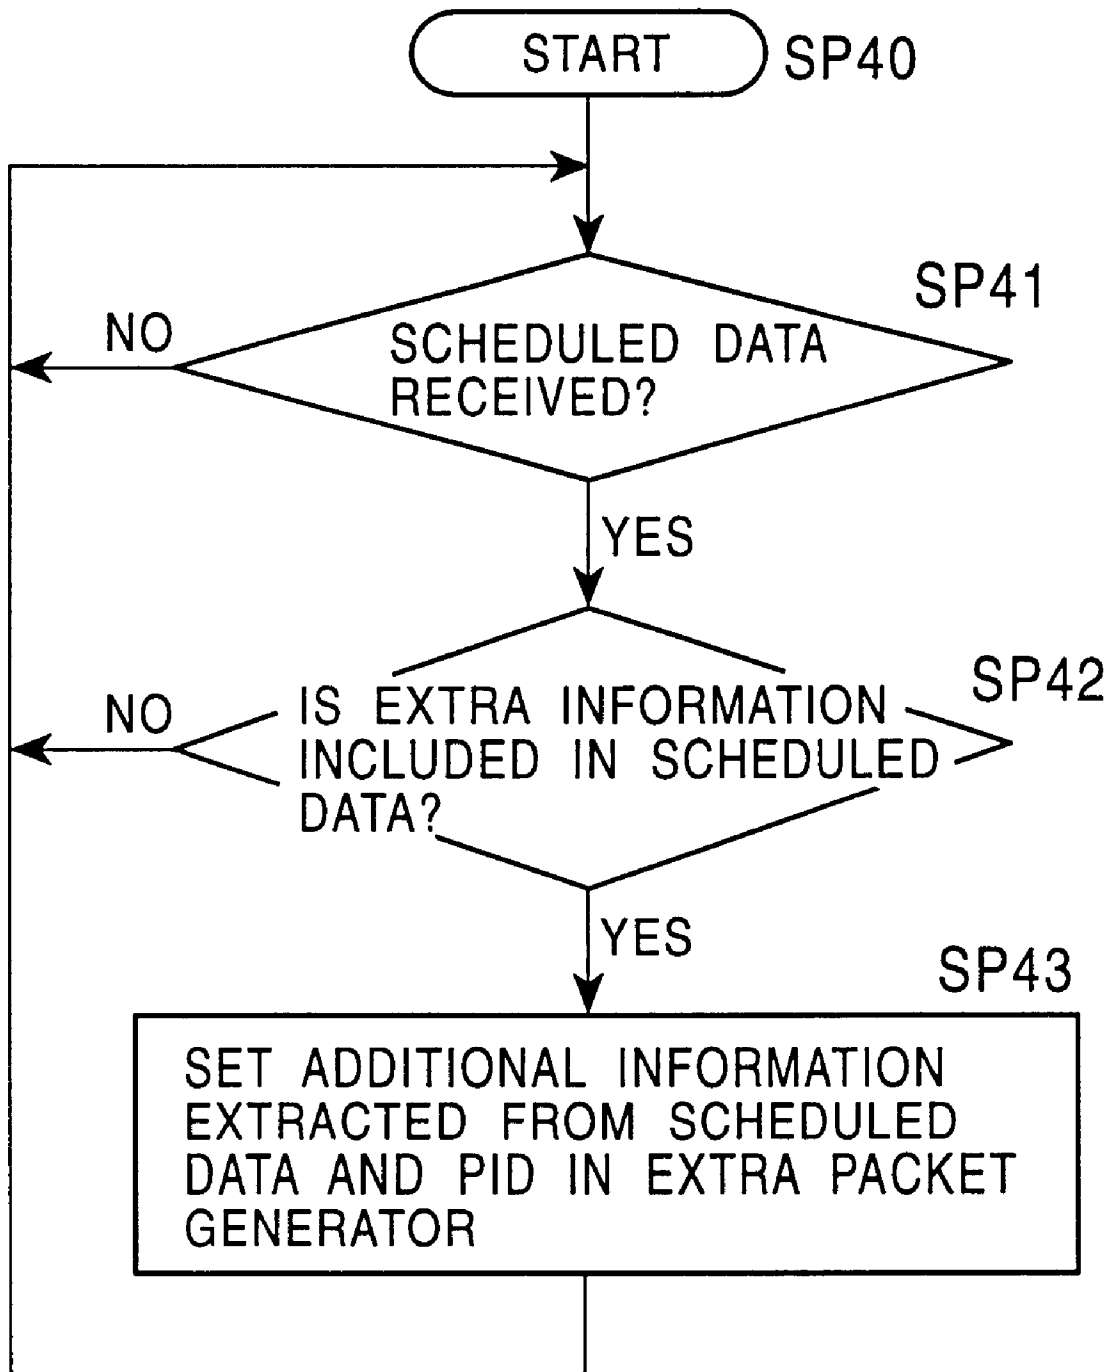 START
SP40
SP41
NO
SCHEDULED DATA
RECEIVED?
YES
SP42
NO
IS EXTRA INFORMATION
INCLUDED IN SCHEDULED
DATA?
YES
SP43
SET ADDITIONAL INFORMATION
EXTRACTED FROM SCHEDULED
DATA AND PID IN EXTRA PACKET
GENERATOR